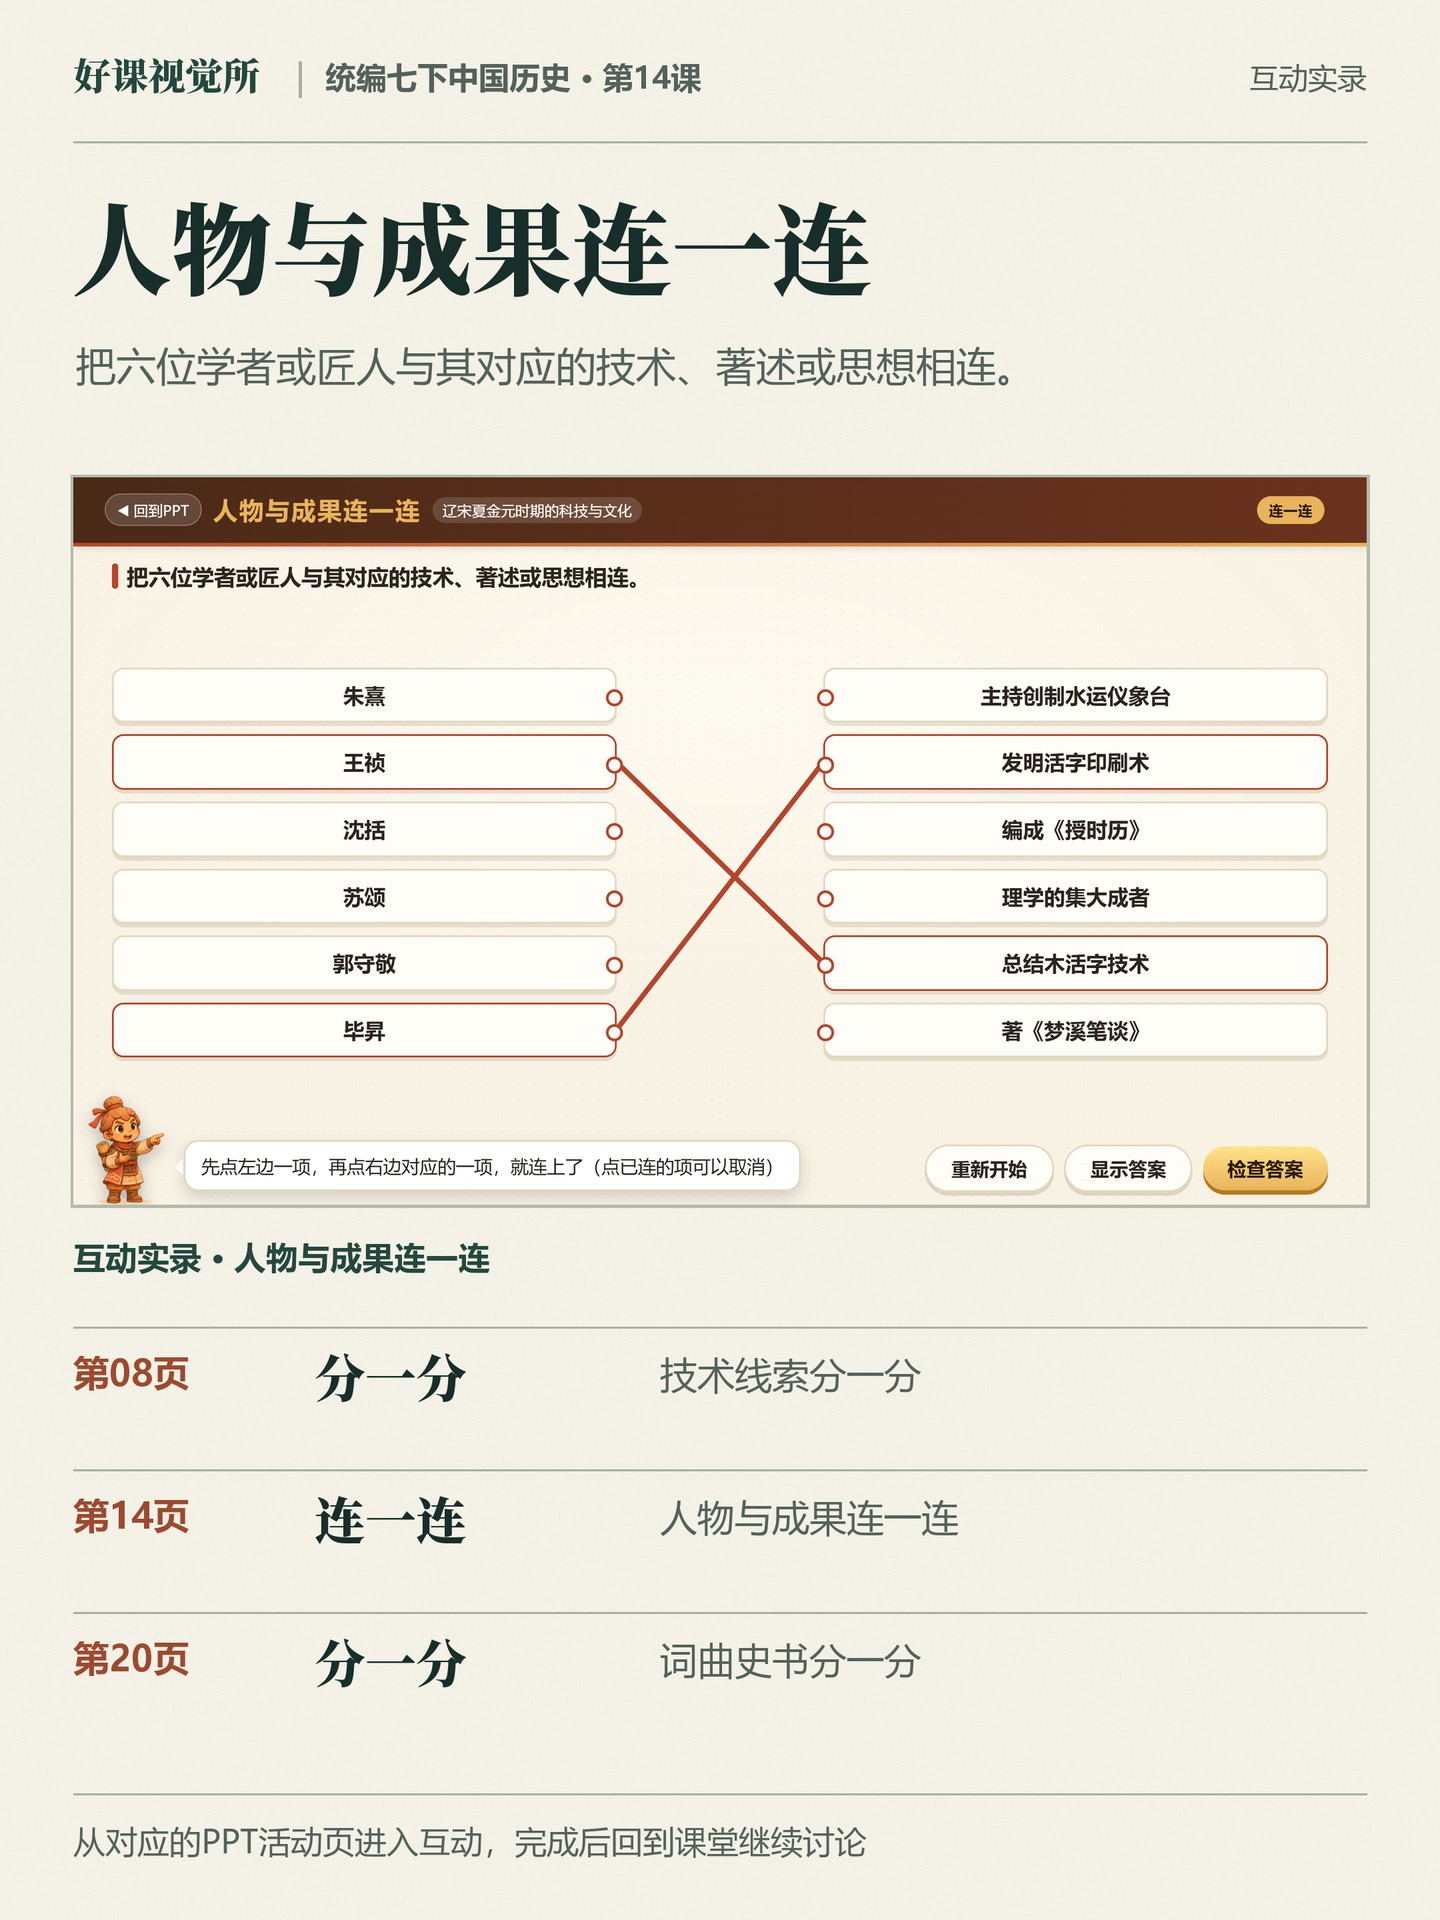 好课视觉所 | 统编七下中国历史·第14课
互动实录
人物与成果连一连
把六位学者或匠人与其对应的技术、著述或思想相连。
◀ 回到PPT 人物与成果连一连 辽宋夏金元时期的科技与文化 连一连
把六位学者或匠人与其对应的技术、著述或思想相连。
朱熹 主持创制水运仪象台
王祯 发明活字印刷术
沈括 编成《授时历》
苏颂 理学的集大成者
郭守敬 总结木活字技术
毕昇 著《梦溪笔谈》
先点左边一项，再点右边对应的一项，就连上了（点已连的项可以取消）
重新开始 显示答案 检查答案
互动实录·人物与成果连一连
第08页 分一分 技术线索分一分
第14页 连一连 人物与成果连一连
第20页 分一分 词曲史书分一分
从对应的PPT活动页进入互动，完成后回到课堂继续讨论